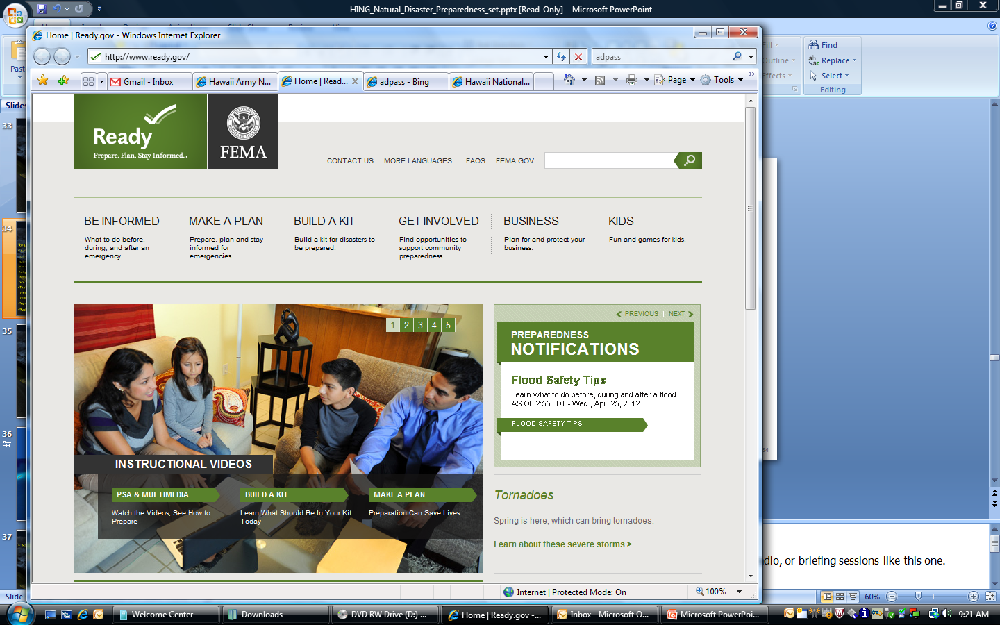 HING_Natural_Disaster_Preparedness_set.pptx [Read-Only] - Microsoft PowerPoint
Home | Ready.gov - Windows Internet Explorer
http://www.ready.gov/
adpass
Gmail - Inbox
Hawaii Army N...
Home | Read...
adpass - Bing
Hawaii National...
Page
Tools
Past
Fill
Outline
Effects
Find
Replace
Select
Editing
Slides
33
34
35
36
37
Ready
Prepare. Plan. Stay Informed.
FEMA
CONTACT US
MORE LANGUAGES
FAQS
FEMA.GOV
BE INFORMED
What to do before,
during, and after an
emergency.
MAKE A PLAN
Prepare, plan and stay
informed for
emergencies.
BUILD A KIT
Build a kit for disasters to
be prepared.
GET INVOLVED
Find opportunities to
support community
preparedness.
BUSINESS
Plan for and protect your
business.
KIDS
Fun and games for kids.
1 2 3 4 5
INSTRUCTIONAL VIDEOS
PSA & MULTIMEDIA
Watch the Videos, See How to
Prepare
BUILD A KIT
Learn What Should Be In Your Kit
Today
MAKE A PLAN
Preparation Can Save Lives
PREVIOUS | NEXT
PREPAREDNESS
NOTIFICATIONS
Flood Safety Tips
Learn what to do before, during and after a flood.
AS OF 2:55 EDT - Wed., Apr. 25, 2012
FLOOD SAFETY TIPS
Tornadoes
Spring is here, which can bring tornadoes.
Learn about these severe storms >
34
dio, or briefing sessions like this one.
Internet | Protected Mode: On
100%
Slide
60%
Welcome Center
Downloads
DVD RW Drive (D:) ...
Home | Ready.gov -...
Inbox - Microsoft O...
Microsoft PowerPoi...
9:21 AM